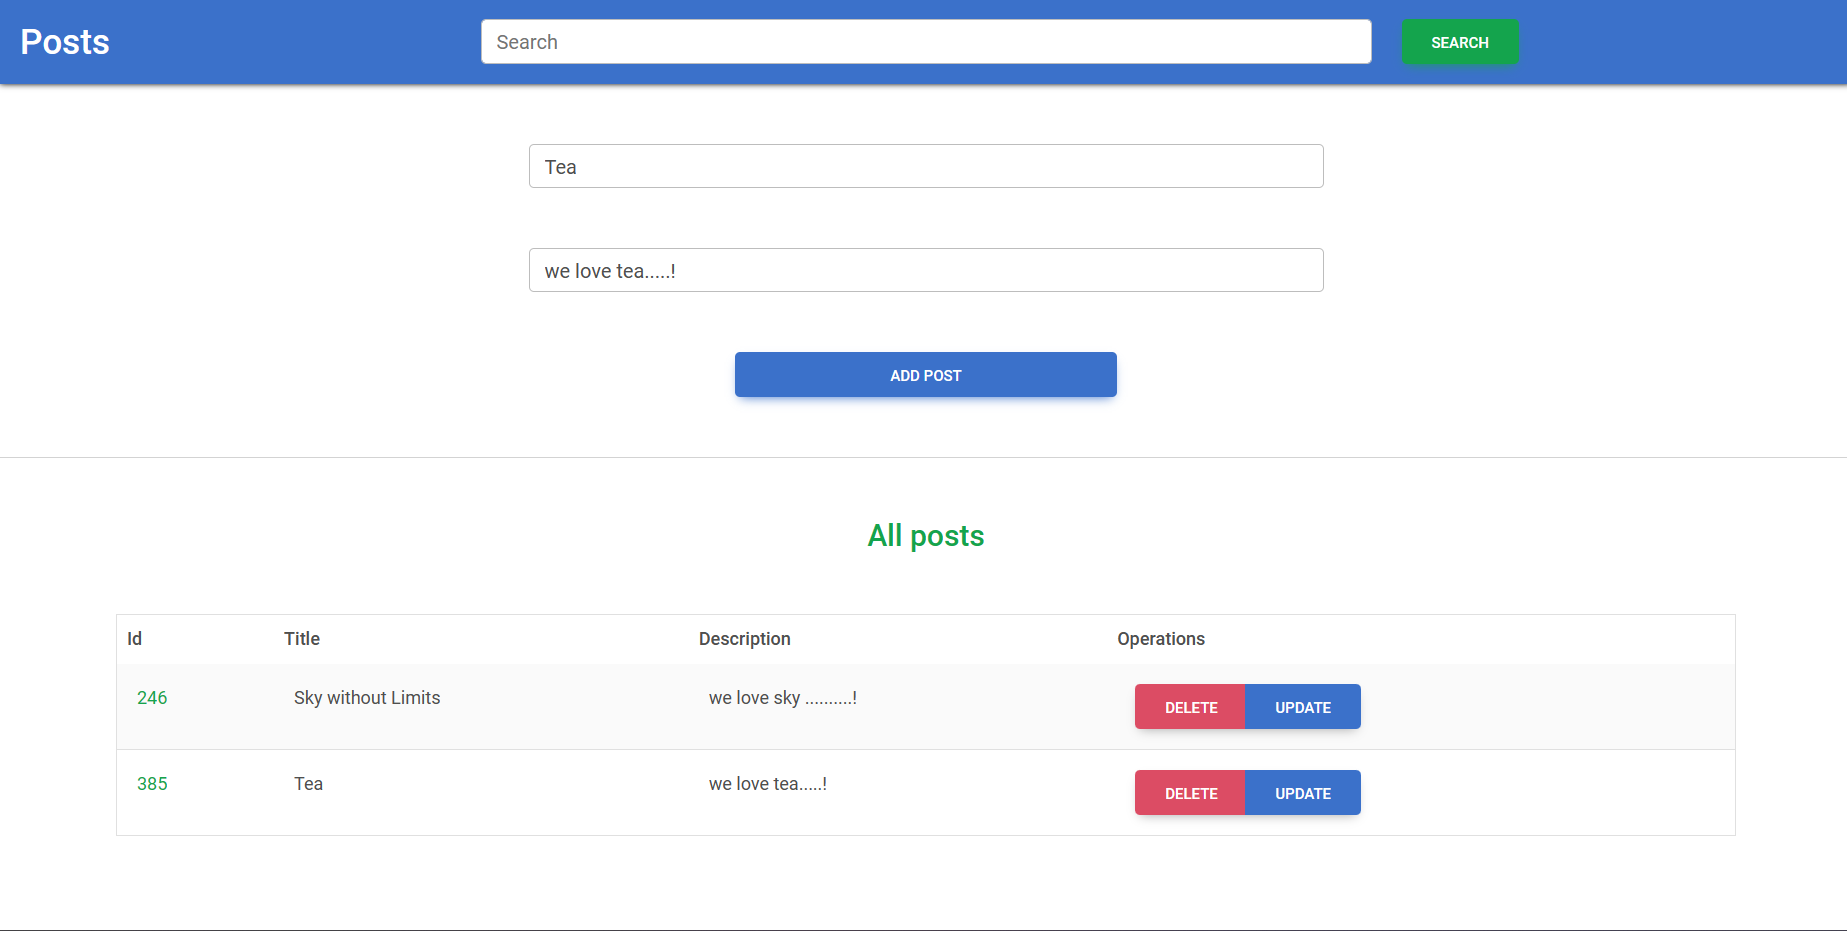 Posts Search SEARCH
Tea
we love tea.....!
ADD POST
All posts
Id Title Description Operations
246 Sky without Limits we love sky ..........! DELETE UPDATE
385 Tea we love tea.....! DELETE UPDATE